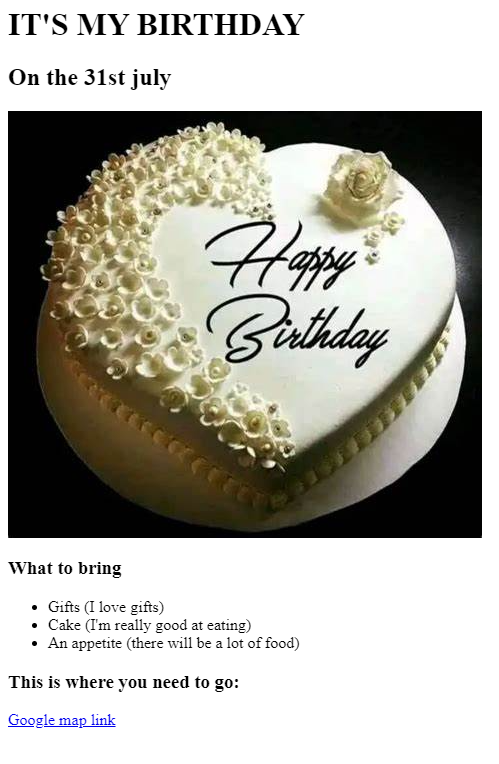 IT'S MY BIRTHDAY
On the 31st july
Happy
Birthday
What to bring
Gifts (I love gifts)
Cake (I'm really good at eating)
An appetite (there will be a lot of food)
This is where you need to go:
Google map link